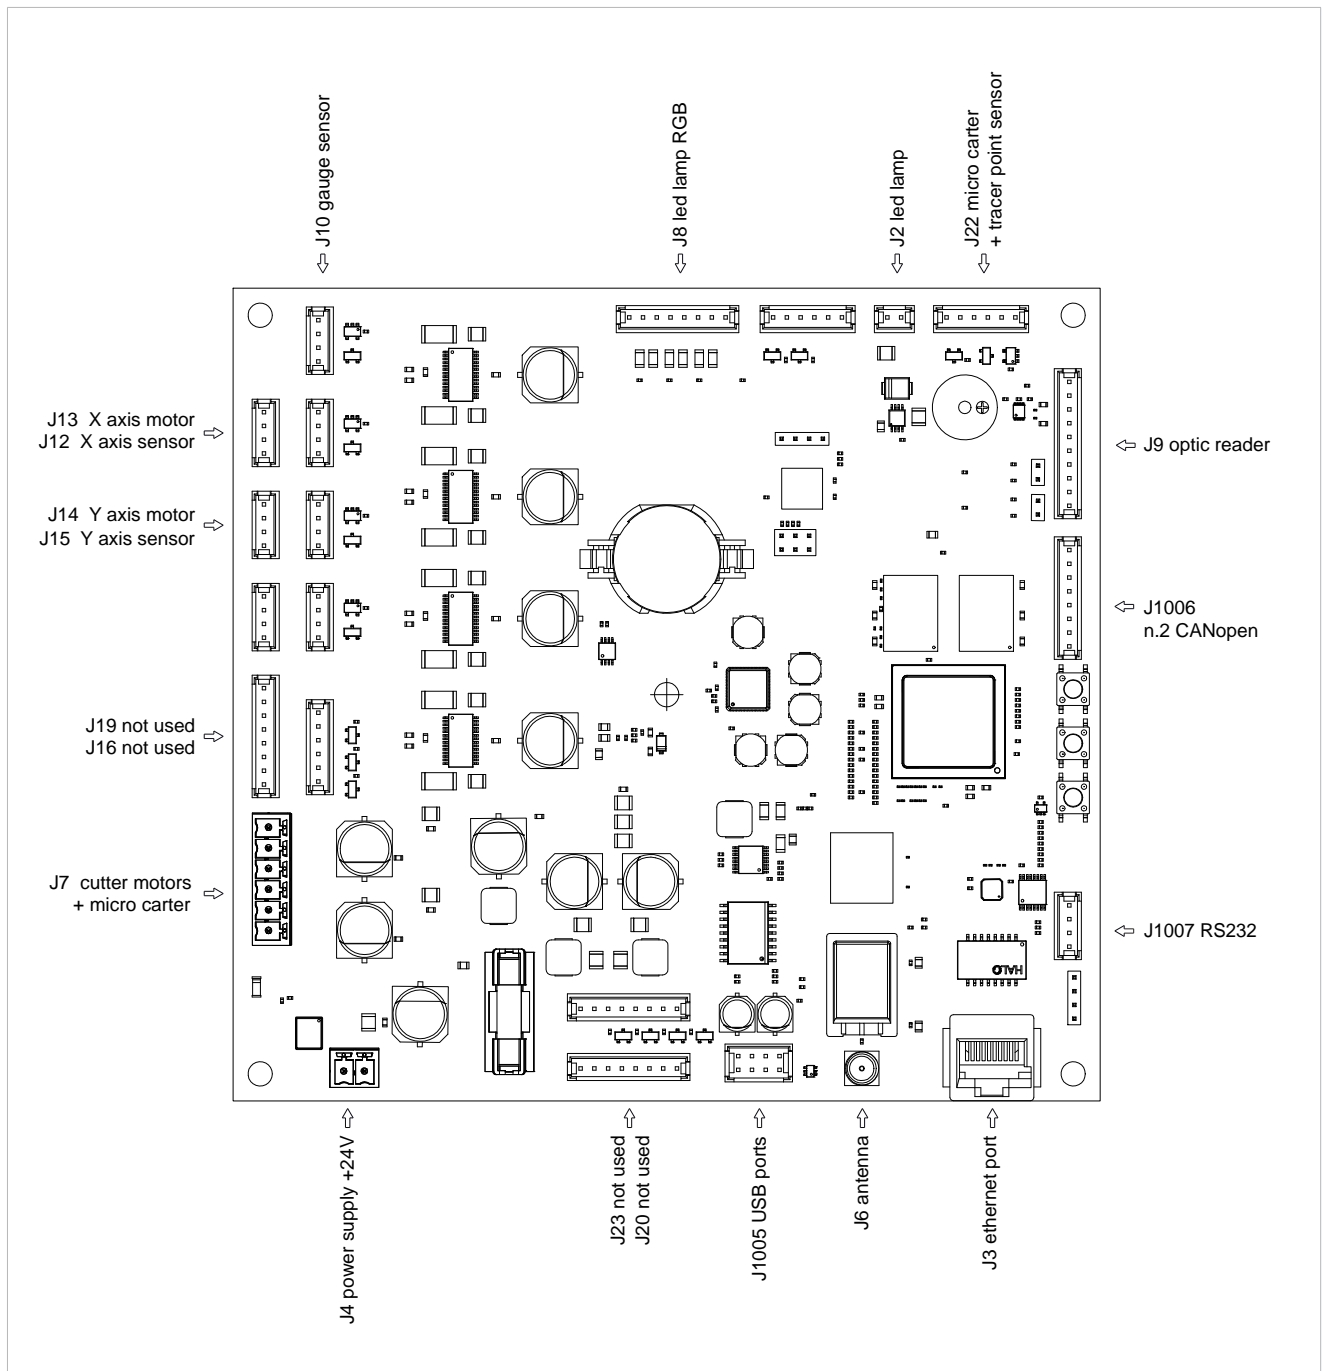 J10 gauge sensor
J8 led lamp RGB
J2 led lamp
J22 micro carter
+ tracer point sensor
J13 X axis motor
J12 X axis sensor
J9 optic reader
J14 Y axis motor
J15 Y axis sensor
J1006
n.2 CANopen
J19 not used
J16 not used
J7 cutter motors
+ micro carter
J1007 RS232
HALO
J4 power supply +24V
J23 not used
J20 not used
J1005 USB ports
J6 antenna
J3 ethernet port